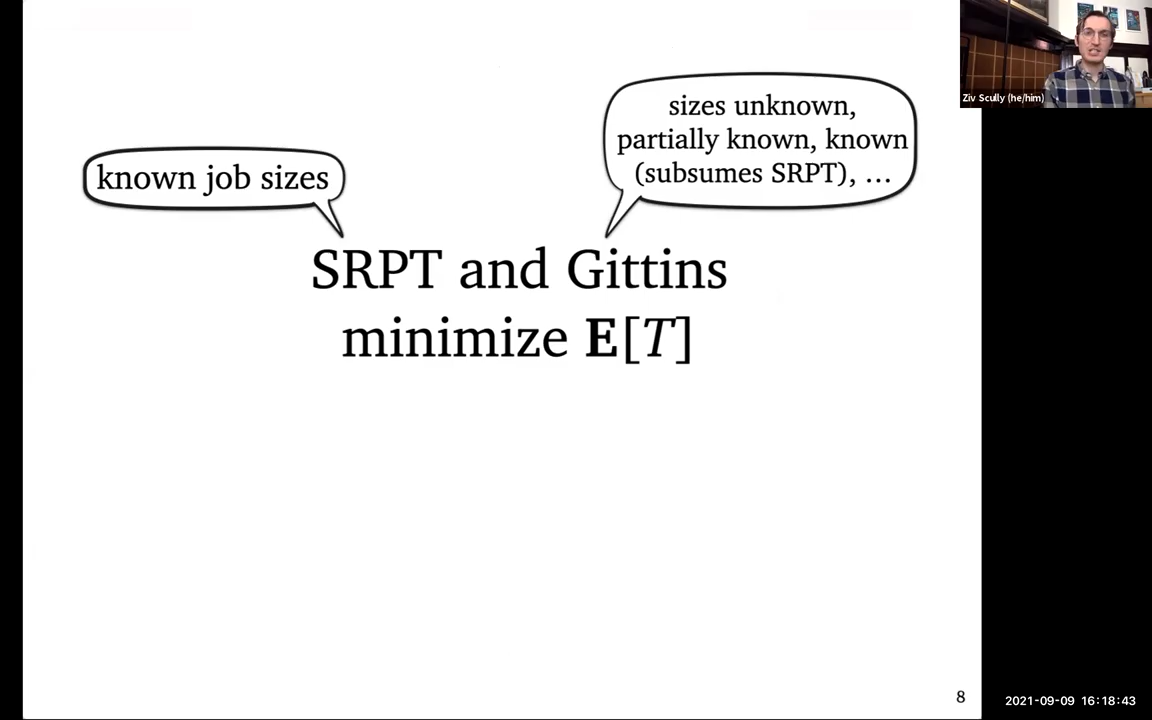 known job sizes
sizes unknown,
partially known, known
(subsumes SRPT), …
SRPT and Gittins
minimize E[T]
8
Ziv Scully (he/him)
2021-09-09 16:18:43